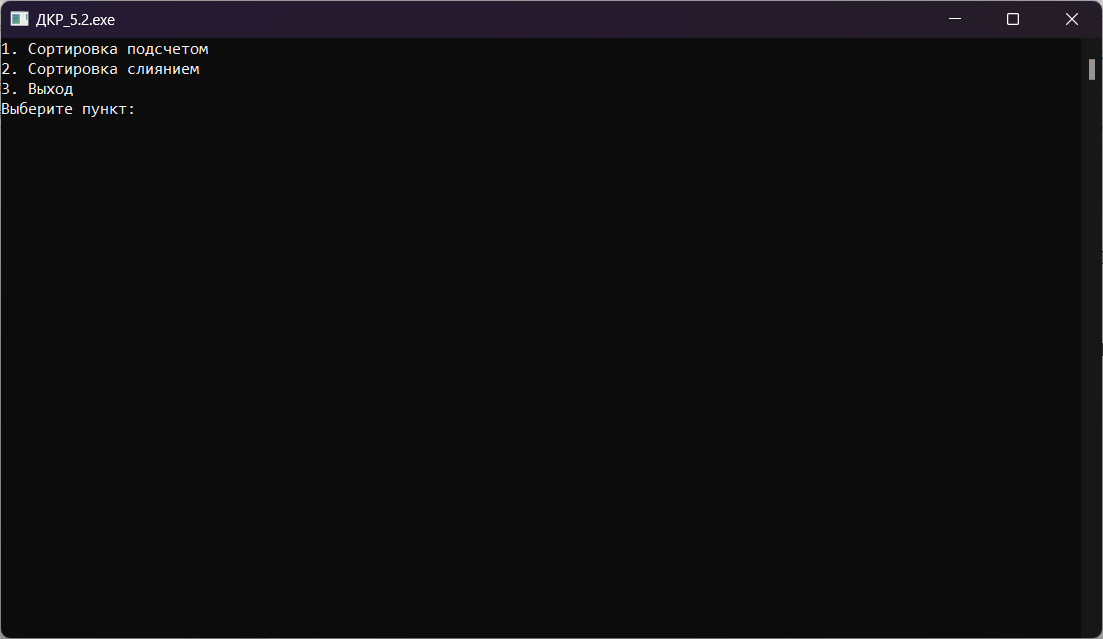 ДКР_5.2.exe
1. Сортировка подсчетом
2. Сортировка слиянием
3. Выход
Выберите пункт: